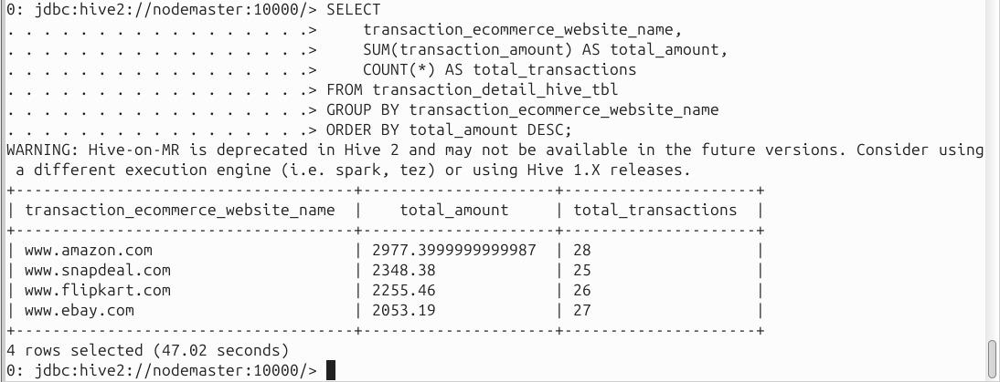 0: jdbc:hive2://nodemaster:10000/> SELECT
. . . . . . . . . . . . . . . . .>     transaction_ecommerce_website_name,
. . . . . . . . . . . . . . . . .>     SUM(transaction_amount) AS total_amount,
. . . . . . . . . . . . . . . . .>     COUNT(*) AS total_transactions
. . . . . . . . . . . . . . . . .> FROM transaction_detail_hive_tbl
. . . . . . . . . . . . . . . . .> GROUP BY transaction_ecommerce_website_name
. . . . . . . . . . . . . . . . .> ORDER BY total_amount DESC;
WARNING: Hive-on-MR is deprecated in Hive 2 and may not be available in the future versions. Consider using
 a different execution engine (i.e. spark, tez) or using Hive 1.X releases.
+-------------------------------------+---------------------+---------------------+
| transaction_ecommerce_website_name  |    total_amount     | total_transactions  |
+-------------------------------------+---------------------+---------------------+
| www.amazon.com                      | 2977.3999999999987  | 28                  |
| www.snapdeal.com                    | 2348.38             | 25                  |
| www.flipkart.com                    | 2255.46             | 26                  |
| www.ebay.com                        | 2053.19             | 27                  |
+-------------------------------------+---------------------+---------------------+
4 rows selected (47.02 seconds)
0: jdbc:hive2://nodemaster:10000/>